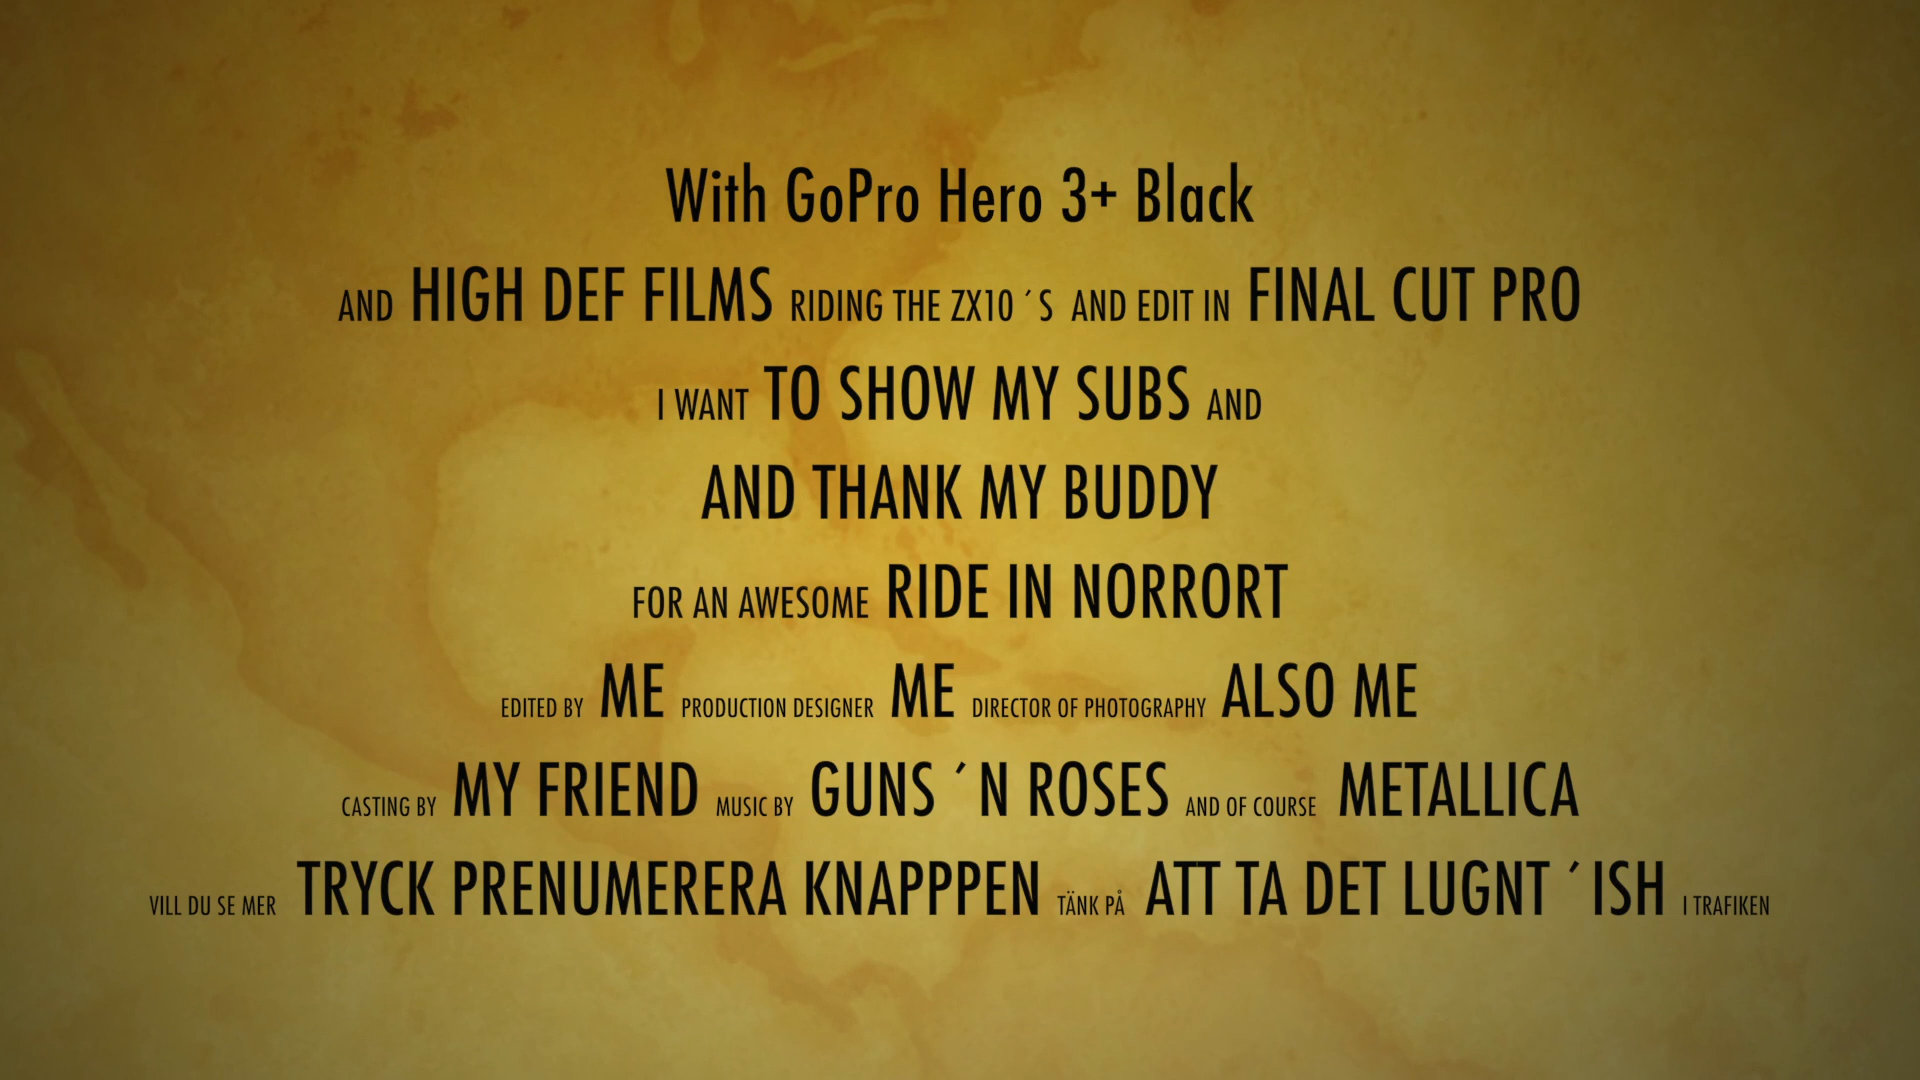 With GoPro Hero 3+ Black
AND HIGH DEF FILMS RIDING THE ZX10 ´S AND EDIT IN FINAL CUT PRO
I WANT TO SHOW MY SUBS AND
AND THANK MY BUDDY
FOR AN AWESOME RIDE IN NORRORT
EDITED BY ME PRODUCTION DESIGNER ME DIRECTOR OF PHOTOGRAPHY ALSO ME
CASTING BY MY FRIEND MUSIC BY GUNS ´N ROSES AND OF COURSE METALLICA
VILL DU SE MER TRYCK PRENUMERERA KNAPPPEN TÄNK PÅ ATT TA DET LUGNT ´ISH I TRAFIKEN